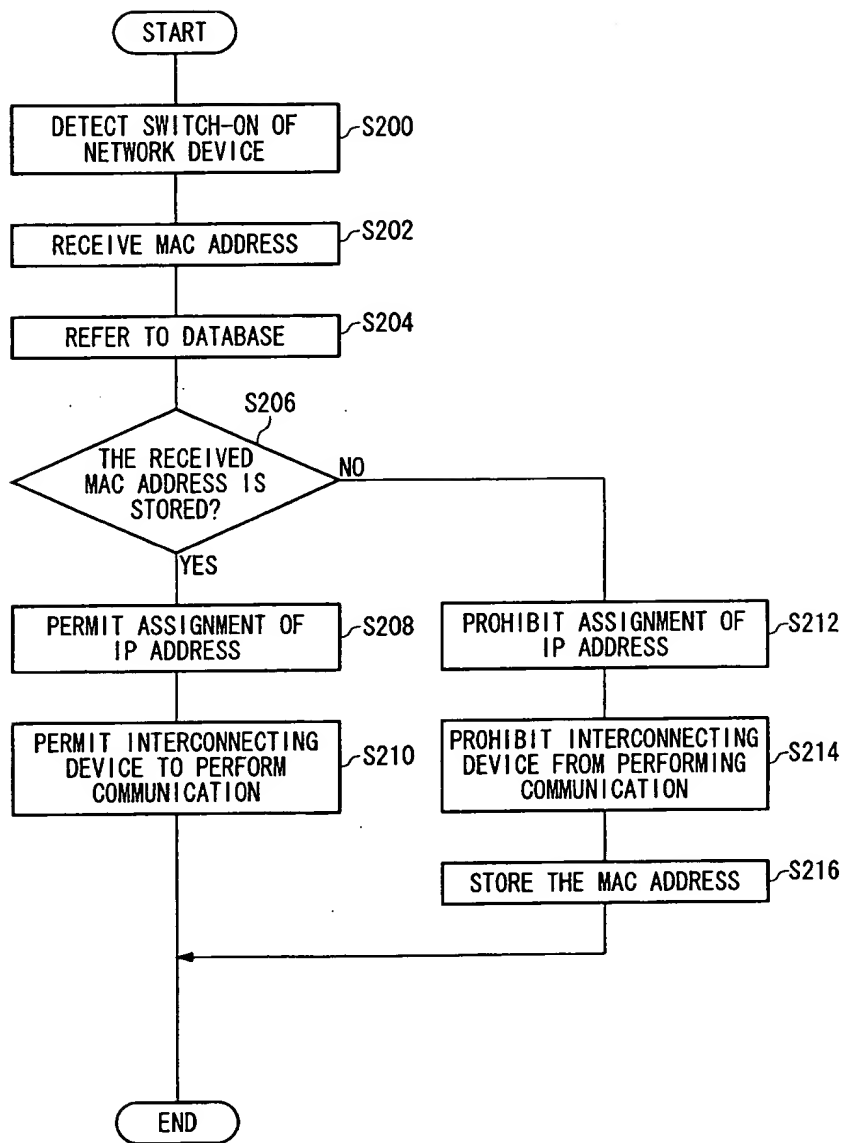 START
DETECT SWITCH-ON OF
NETWORK DEVICE
S200
RECEIVE MAC ADDRESS
S202
REFER TO DATABASE
S204
S206
THE RECEIVED
MAC ADDRESS IS
STORED?
NO
YES
PERMIT ASSIGNMENT OF
IP ADDRESS
S208
PROHIBIT ASSIGNMENT OF
IP ADDRESS
S212
PERMIT INTERCONNECTING
DEVICE TO PERFORM
COMMUNICATION
S210
PROHIBIT INTERCONNECTING
DEVICE FROM PERFORMING
COMMUNICATION
S214
STORE THE MAC ADDRESS
S216
END